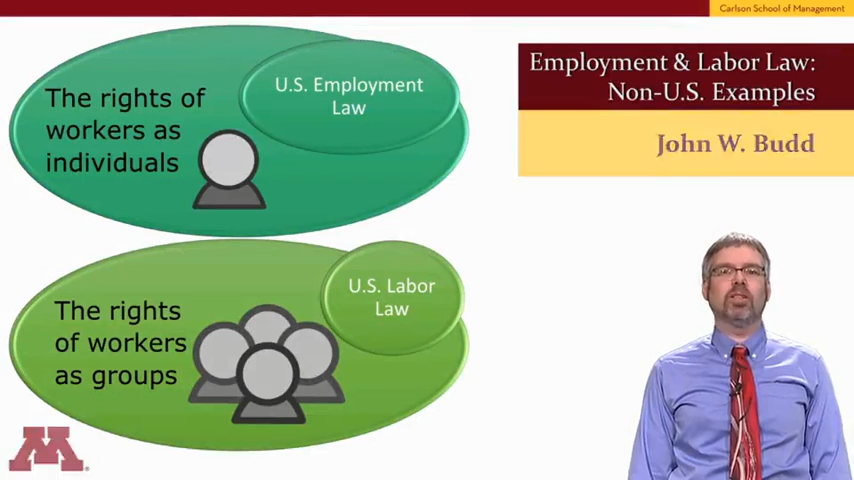 Carlson School of Management
The rights of
workers as
individuals
U.S. Employment
Law
Employment & Labor Law:
Non-U.S. Examples
John W. Budd
The rights
of workers
as groups
U.S. Labor
Law
M